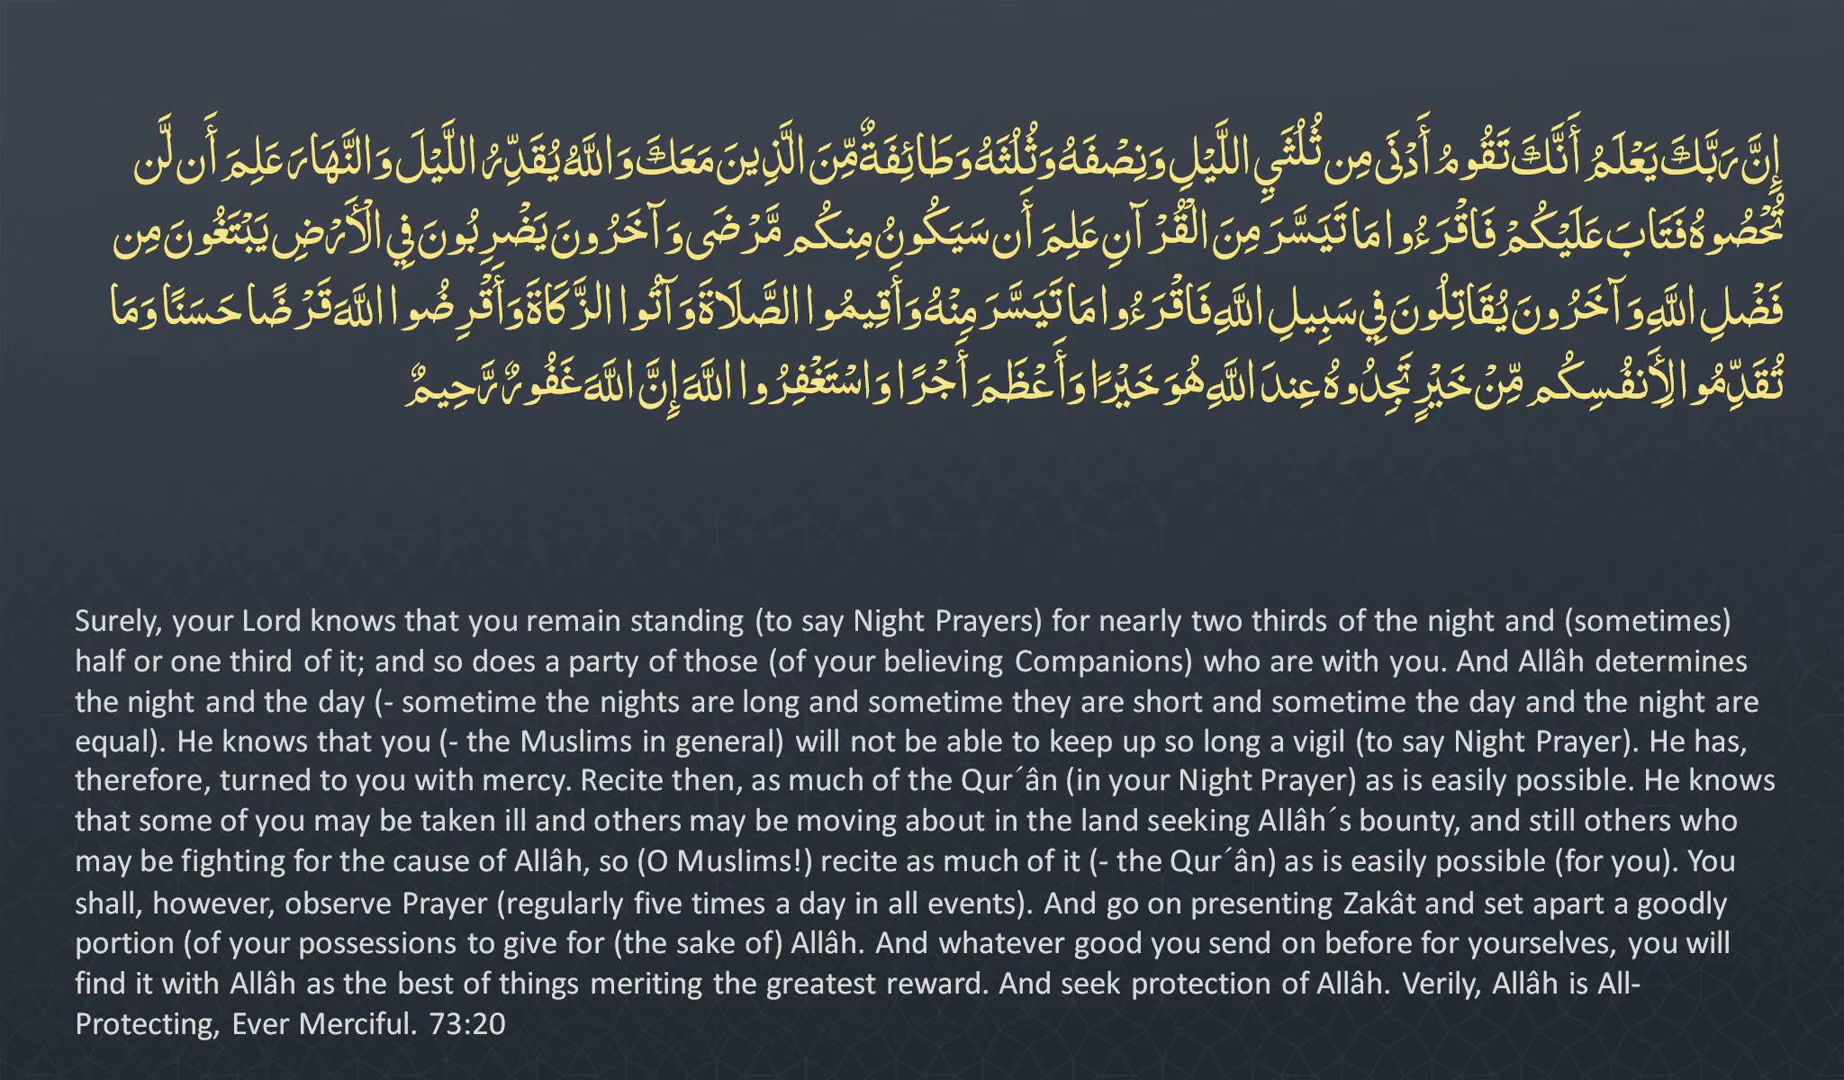 إِنَّ رَبَّكَ يَعْلَمُ أَنَّكَ تَقُومُ أَدْنَى مِن ثُلُثَيِ اللَّيْلِ وَنِصْفَهُ وَثُلُثَهُ وَطَائِفَةٌ مِّنَ الَّذِينَ مَعَكَ وَاللَّهُ يُقَدِّرُ اللَّيْلَ وَالنَّهَارَ عَلِمَ أَن لَّن
تُحْصُوهُ فَتَابَ عَلَيْكُمْ فَاقْرَءُوا مَا تَيَسَّرَ مِنَ الْقُرْآنِ عَلِمَ أَن سَيَكُونُ مِنكُم مَّرْضَى وَآخَرُونَ يَضْرِبُونَ فِي الْأَرْضِ يَبْتَغُونَ مِن
فَضْلِ اللَّهِ وَآخَرُونَ يُقَاتِلُونَ فِي سَبِيلِ اللَّهِ فَاقْرَءُوا مَا تَيَسَّرَ مِنْهُ وَأَقِيمُوا الصَّلَاةَ وَآتُوا الزَّكَاةَ وَأَقْرِضُوا اللَّهَ قَرْضًا حَسَنًا وَمَا
تُقَدِّمُوا لِأَنفُسِكُم مِّنْ خَيْرٍ تَجِدُوهُ عِندَ اللَّهِ هُوَ خَيْرًا وَأَعْظَمَ أَجْرًا وَاسْتَغْفِرُوا اللَّهَ إِنَّ اللَّهَ غَفُورٌ رَّحِيمٌ
Surely, your Lord knows that you remain standing (to say Night Prayers) for nearly two thirds of the night and (sometimes)
half or one third of it; and so does a party of those (of your believing Companions) who are with you. And Allâh determines
the night and the day (- sometime the nights are long and sometime they are short and sometime the day and the night are
equal). He knows that you (- the Muslims in general) will not be able to keep up so long a vigil (to say Night Prayer). He has,
therefore, turned to you with mercy. Recite then, as much of the Qur´ân (in your Night Prayer) as is easily possible. He knows
that some of you may be taken ill and others may be moving about in the land seeking Allâh´s bounty, and still others who
may be fighting for the cause of Allâh, so (O Muslims!) recite as much of it (- the Qur´ân) as is easily possible (for you). You
shall, however, observe Prayer (regularly five times a day in all events). And go on presenting Zakât and set apart a goodly
portion (of your possessions to give for (the sake of) Allâh. And whatever good you send on before for yourselves, you will
find it with Allâh as the best of things meriting the greatest reward. And seek protection of Allâh. Verily, Allâh is All-
Protecting, Ever Merciful. 73:20